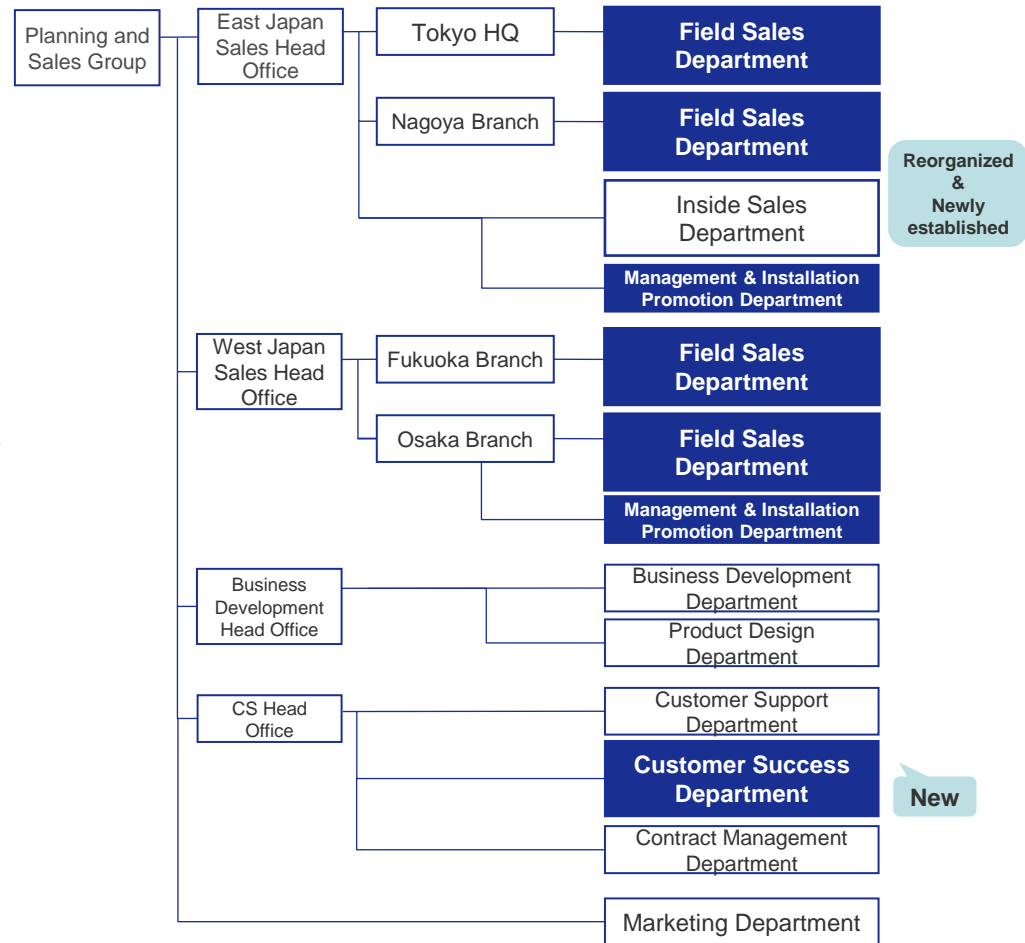 Planning and
Sales Group
East Japan
Sales Head
Office
Tokyo HQ
Field Sales
Department
Nagoya Branch
Field Sales
Department
Reorganized
&
Newly
established
Inside Sales
Department
Management & Installation
Promotion Department
West Japan
Sales Head
Office
Fukuoka Branch
Field Sales
Department
Osaka Branch
Field Sales
Department
Management & Installation
Promotion Department
Business
Development
Head Office
Business Development
Department
Product Design
Department
CS Head
Office
Customer Support
Department
Customer Success
Department
New
Contract Management
Department
Marketing Department